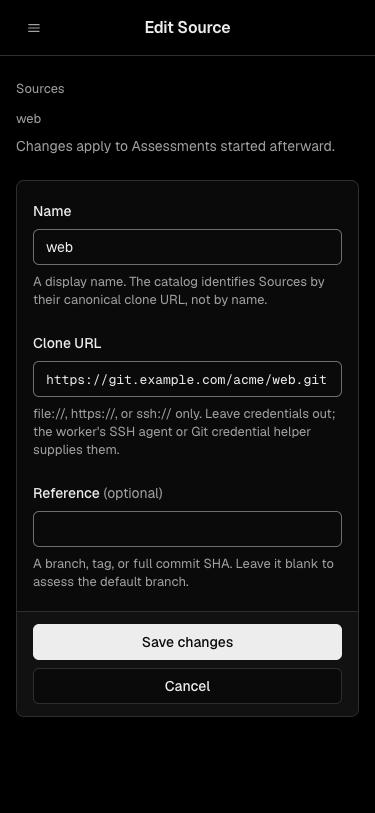 Edit Source
Sources
web
Changes apply to Assessments started afterward.
Name
web
A display name. The catalog identifies Sources by
their canonical clone URL, not by name.
Clone URL
https://git.example.com/acme/web.git
file://, https://, or ssh:// only. Leave credentials out;
the worker's SSH agent or Git credential helper
supplies them.
Reference (optional)
A branch, tag, or full commit SHA. Leave it blank to
assess the default branch.
Save changes
Cancel